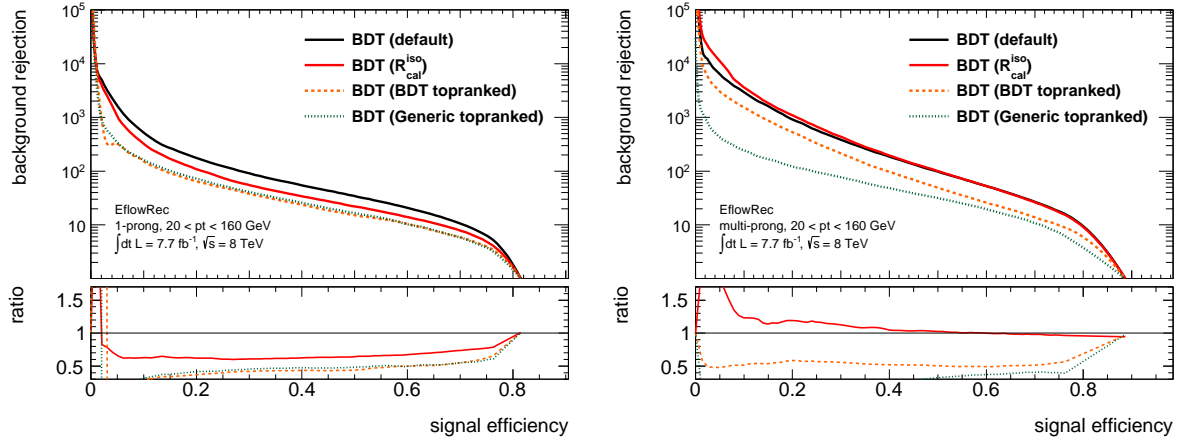 background rejection
10^5
10^4
10^3
10^2
10
BDT (default)
BDT (R^iso_cal)
BDT (BDT topranked)
BDT (Generic topranked)
EflowRec
1-prong, 20 < pt < 160 GeV
∫dt L = 7.7 fb^-1, √s = 8 TeV
ratio
1.5
1
0.5
0 0.2 0.4 0.6 0.8
signal efficiency
background rejection
10^5
10^4
10^3
10^2
10
BDT (default)
BDT (R^iso_cal)
BDT (BDT topranked)
BDT (Generic topranked)
EflowRec
multi-prong, 20 < pt < 160 GeV
∫dt L = 7.7 fb^-1, √s = 8 TeV
ratio
1.5
1
0.5
0 0.2 0.4 0.6 0.8
signal efficiency